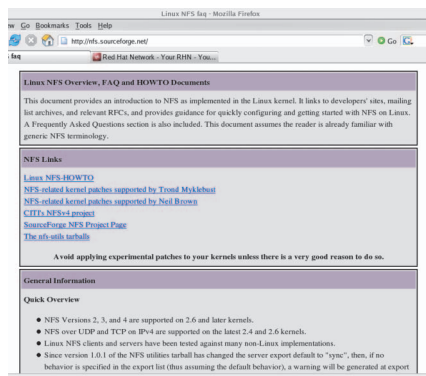 Linux NFS faq - Mozilla Firefox
ew Go Bookmarks Tools Help
http://nfs.sourceforge.net/
Go
faq
Red Hat Network - Your RHN - You...
Linux NFS Overview, FAQ and HOWTO Documents
This document provides an introduction to NFS as implemented in the Linux kernel. It links to developers' sites, mailing
list archives, and relevant RFCs, and provides guidance for quickly configuring and getting started with NFS on Linux.
A Frequently Asked Questions section is also included. This document assumes the reader is already familiar with
generic NFS terminology.
NFS Links
Linux NFS-HOWTO
NFS-related kernel patches supported by Trond Myklebust
NFS-related kernel patches supported by Neil Brown
CITI's NFSv4 project
SourceForge NFS Project Page
The nfs-utils tarballs
Avoid applying experimental patches to your kernels unless there is a very good reason to do so.
General Information
Quick Overview
● NFS Versions 2, 3, and 4 are supported on 2.6 and later kernels.
● NFS over UDP and TCP on IPv4 are supported on the latest 2.4 and 2.6 kernels.
● Linux NFS clients and servers have been tested against many non-Linux implementations.
● Since version 1.0.1 of the NFS utilities tarball has changed the server export default to "sync", then, if no
behavior is specified in the export list (thus assuming the default behavior), a warning will be generated at export